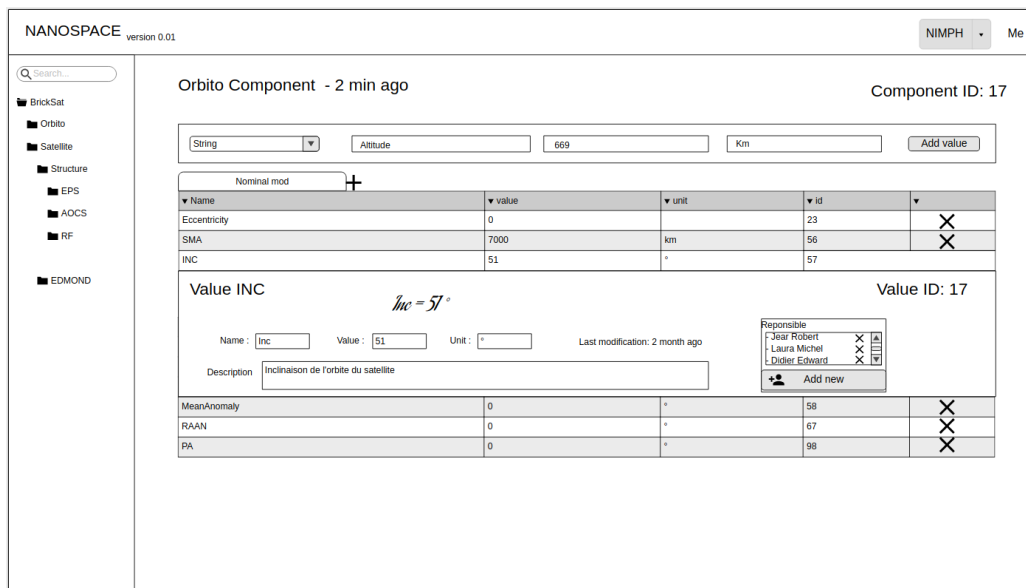 NANOSPACE version 0.01
NIMPH
Me
Search...
BrickSat
Orbito
Satellite
Structure
EPS
AOCS
RF
EDMOND
Orbito Component - 2 min ago
Component ID: 17
String
Altitude
669
Km
Add value
Nominal mod
Name value unit id
Eccentricity 0 23
SMA 7000 km 56
INC 51 ° 57
Value INC
Inc = 51 °
Value ID: 17
Name : Inc
Value : 51
Unit : °
Last modification: 2 month ago
Reponsible
- Jear Robert
- Laura Michel
- Didier Edward
Add new
Description
Inclinaison de l'orbite du satellite
MeanAnomaly 0 ° 58
RAAN 0 ° 67
PA 0 ° 98